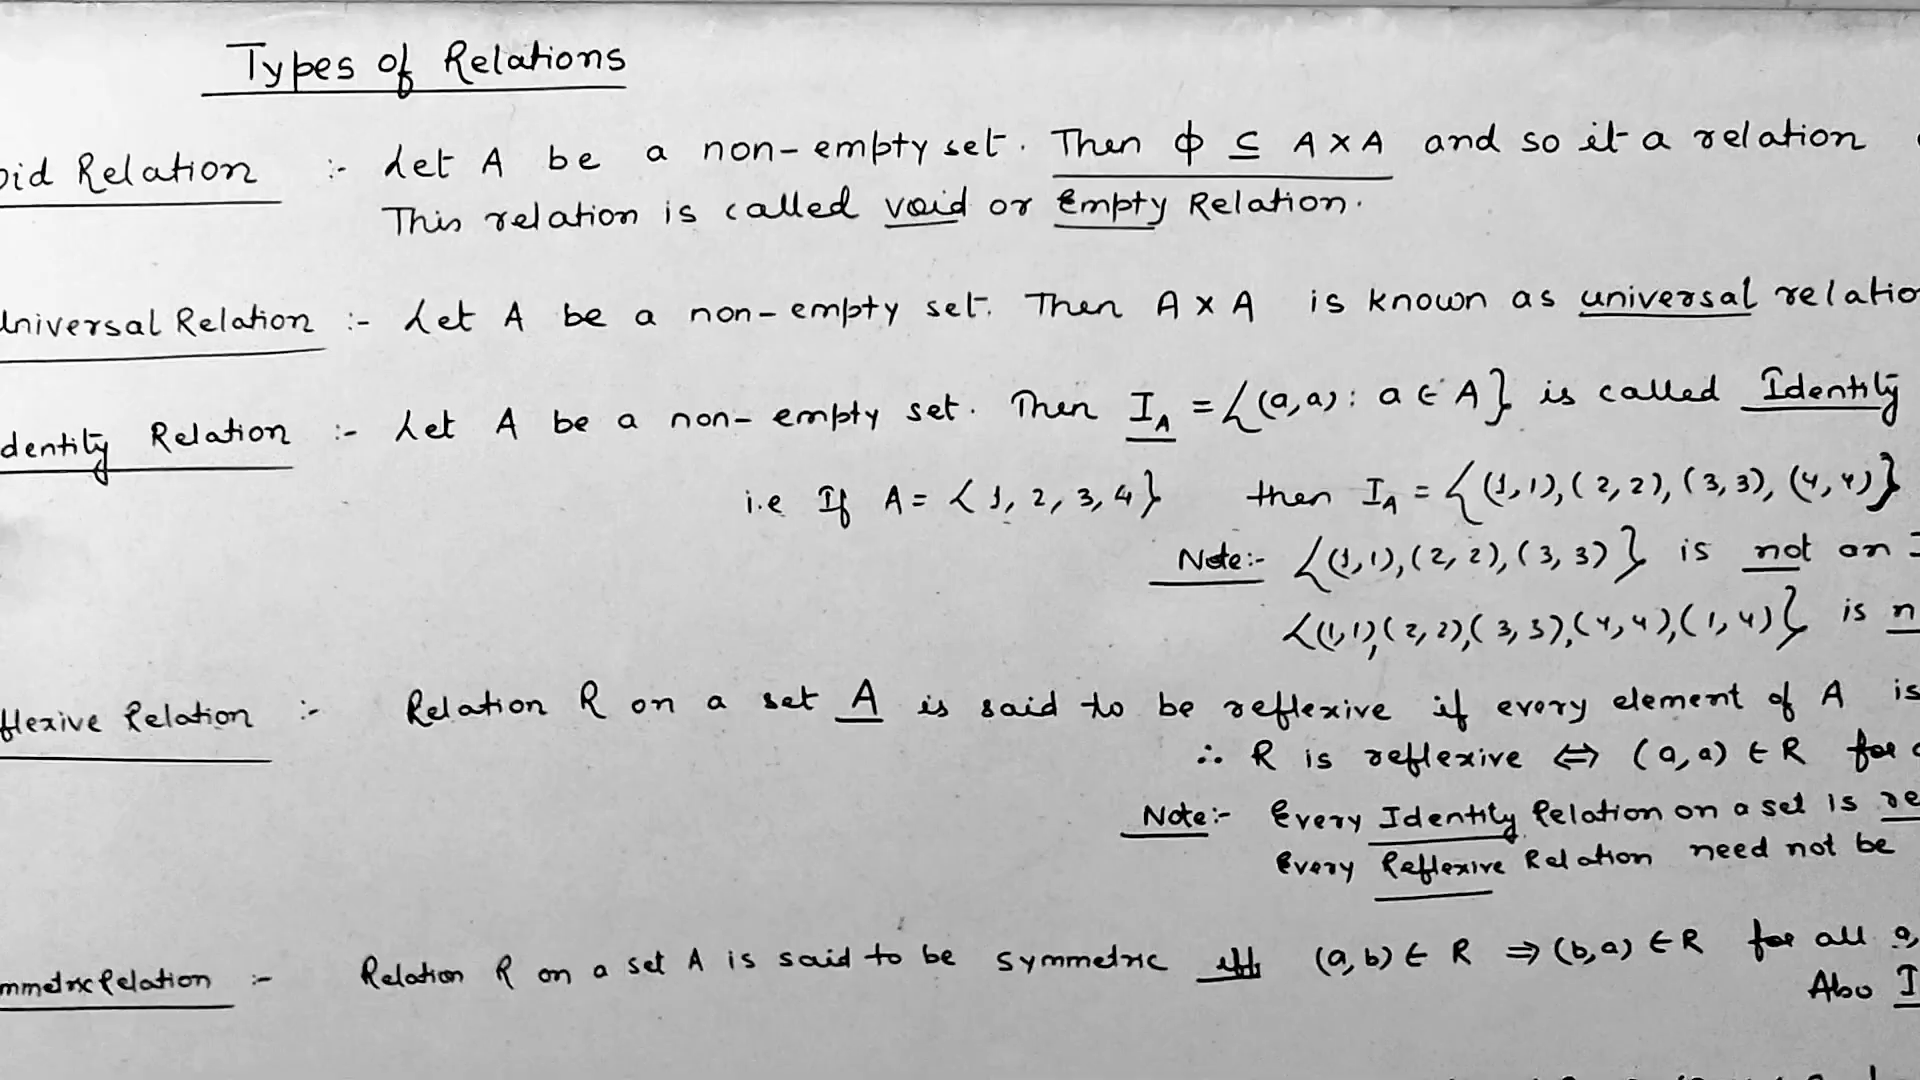 Types of Relations
oid Relation :- Let A be a non-empty set. Then ϕ ⊆ A×A and so it a relation
This relation is called void or Empty Relation.
Universal Relation :- Let A be a non-empty set. Then A×A is known as universal relatio
dentity Relation :- Let A be a non-empty set. Then I_A = {(a,a): a ∈ A} is called Identity
i.e If A = {1, 2, 3, 4} then I_A = {(1,1), (2,2), (3,3), (4,4)}
Note:- {(1,1), (2,2), (3,3)} is not an I
{(1,1), (2,2), (3,3), (4,4), (1,4)} is n
flexive Relation :- Relation R on a set A is said to be reflexive if every element of A is
∴ R is reflexive ⇔ (a,a) ∈ R for
Note:- Every Identity Relation on a set is re
Every Reflexive Relation need not be
mmetric Relation :- Relation R on a set A is said to be symmetric iff (a,b) ∈ R ⇒ (b,a) ∈ R for all a,
Also I